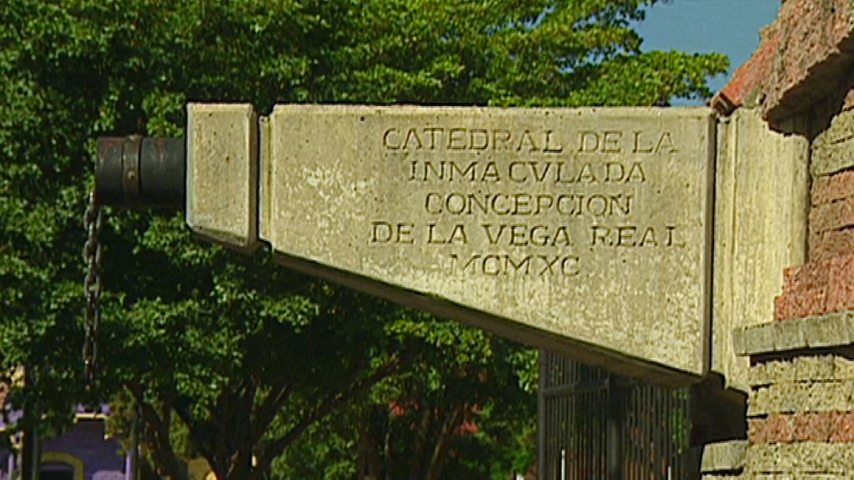 CATEDRAL DE LA
INMACVLADA
CONCEPCION
DE LA VEGA REAL
MCMXC